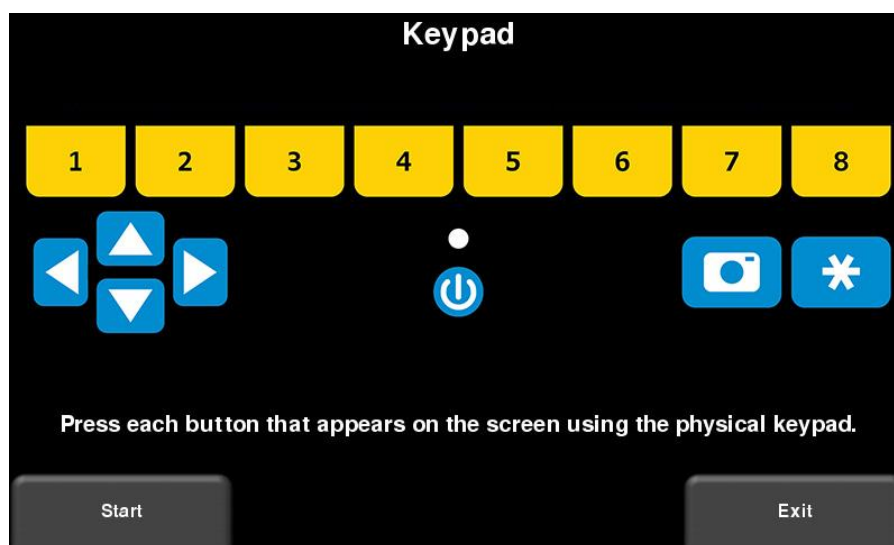 Keypad
1 2 3 4 5 6 7 8
Press each button that appears on the screen using the physical keypad.
Start Exit